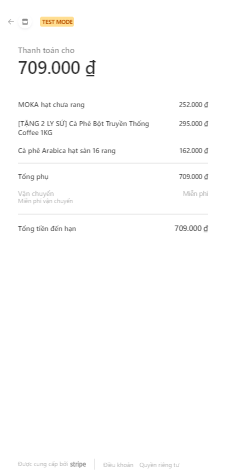 TEST MODE
Thanh toán cho
709.000 ₫
MOKA hạt chưa rang
252.000 ₫
[TẶNG 2 LY SỨ] Cà Phê Bột Truyền Thống
Coffee 1KG
295.000 ₫
Cà phê Arabica hạt sàn 16 rang
162.000 ₫
Tổng phụ
709.000 ₫
Vận chuyển
Miễn phí
Miễn phí vận chuyển
Tổng tiền đến hạn
709.000 ₫
Được cung cấp bởi stripe
Điều khoản Quyền riêng tư